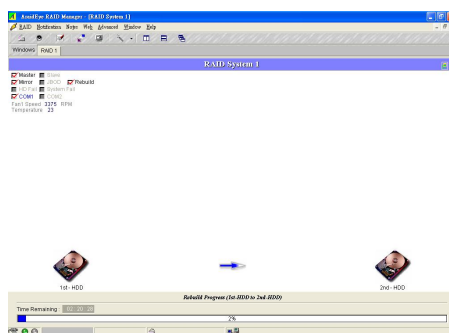 RAID Manager - [RAID System 1]
RAID Notification Notes Web Advanced Window Help
Windows RAID 1
RAID System 1
Master Slave
Mirror JBOD Rebuild
HD Fail System Fail
COM1 COM2
Fan1 Speed 3375 RPM
Temperature 23
1st - HDD
2nd - HDD
Rebuild Progress (1st-HDD to 2nd-HDD)
Time Remaining:
2%